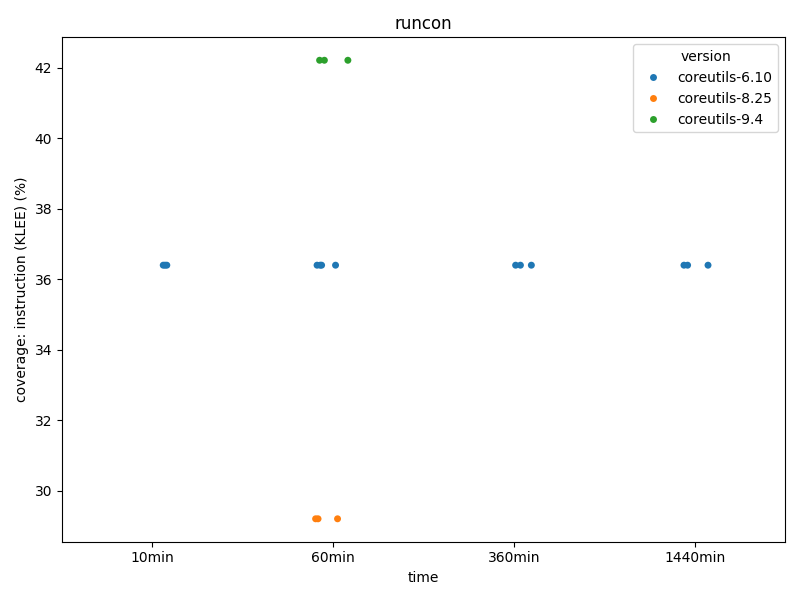 runcon
version
coreutils-6.10
coreutils-8.25
coreutils-9.4
coverage: instruction (KLEE) (%)
42
40
38
36
34
32
30
10min
60min
360min
1440min
time